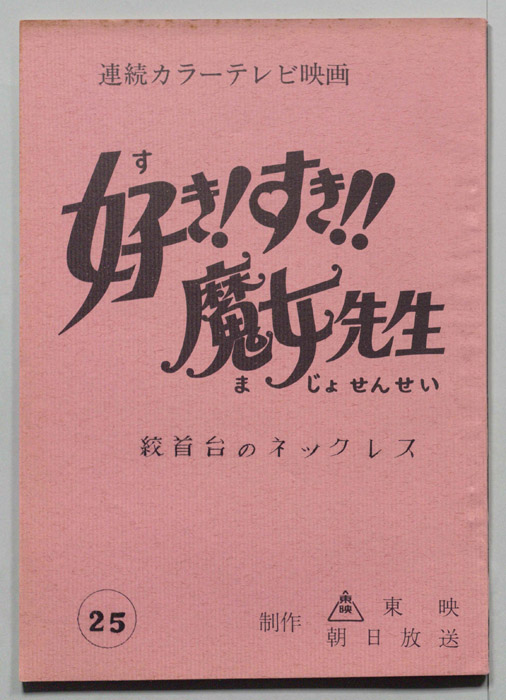 連続カラーテレビ映画
す
好き!すき!!
魔女先生
ま じょ せんせい
絞首台のネックレス
25
制作 東映 東映
朝日放送